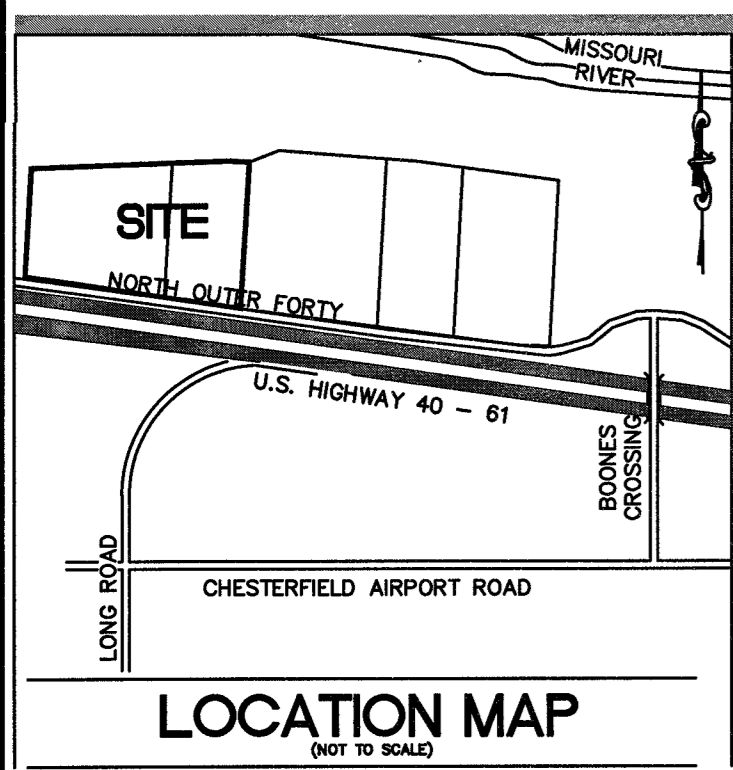 MISSOURI
RIVER
SITE
NORTH OUTER FORTY
U.S. HIGHWAY 40 - 61
BOONES
CROSSING
LONG ROAD
CHESTERFIELD AIRPORT ROAD
LOCATION MAP
(NOT TO SCALE)